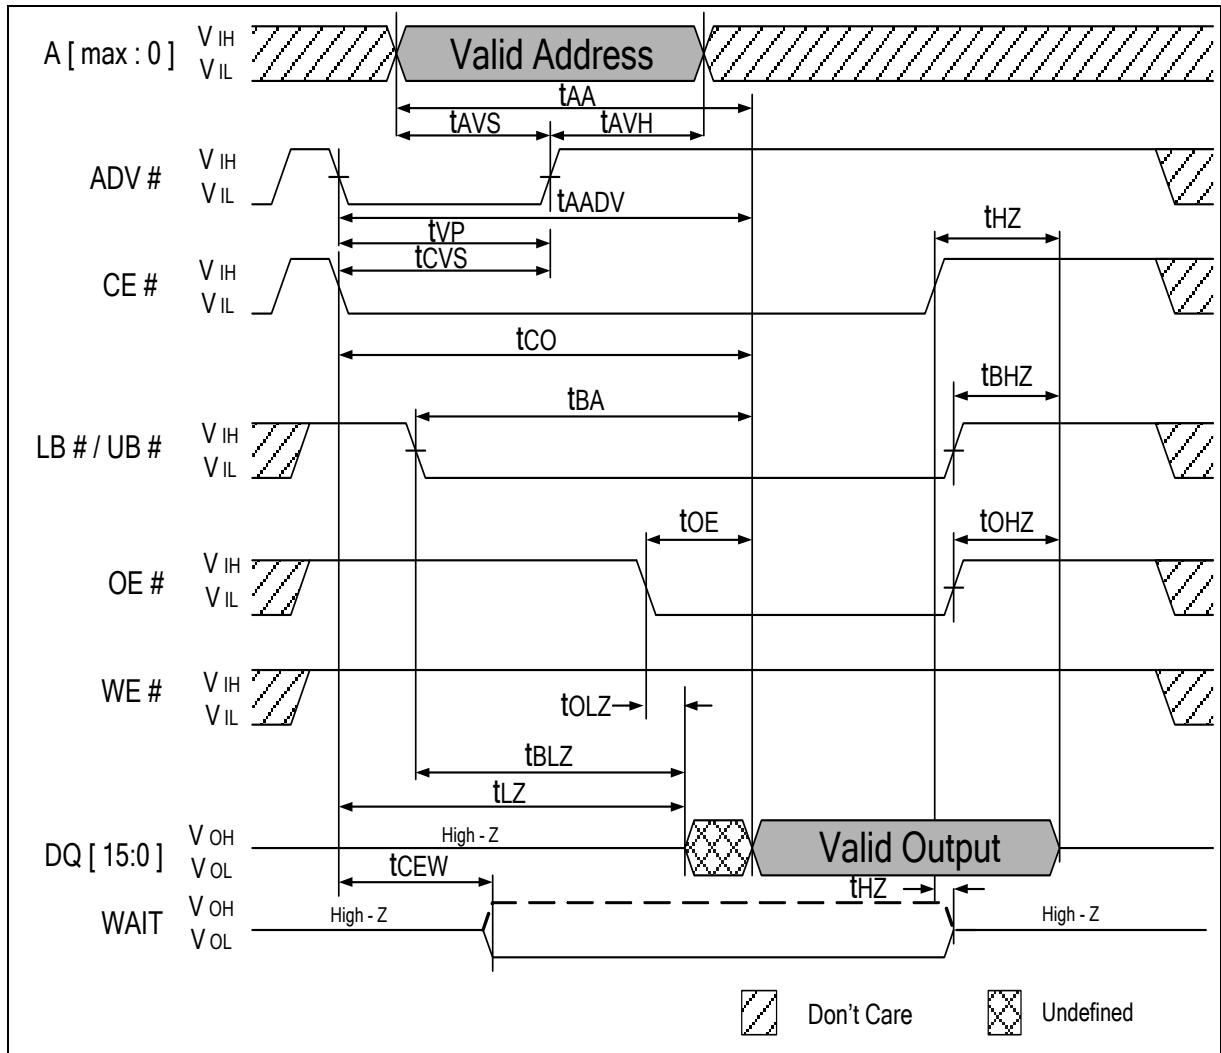 A [ max : 0 ]
V IH
V IL
Valid Address
tAA
tAVS
tAVH
ADV #
V IH
V IL
tAADV
tVP
tCVS
tHZ
CE #
V IH
V IL
tCO
tBHZ
tBA
LB # / UB #
V IH
V IL
tOE
tOHZ
OE #
V IH
V IL
WE #
V IH
V IL
tOLZ
tBLZ
tLZ
DQ [ 15:0 ]
V OH
V OL
High - Z
Valid Output
tCEW
tHZ
WAIT
V OH
V OL
High - Z
High - Z
Don't Care
Undefined